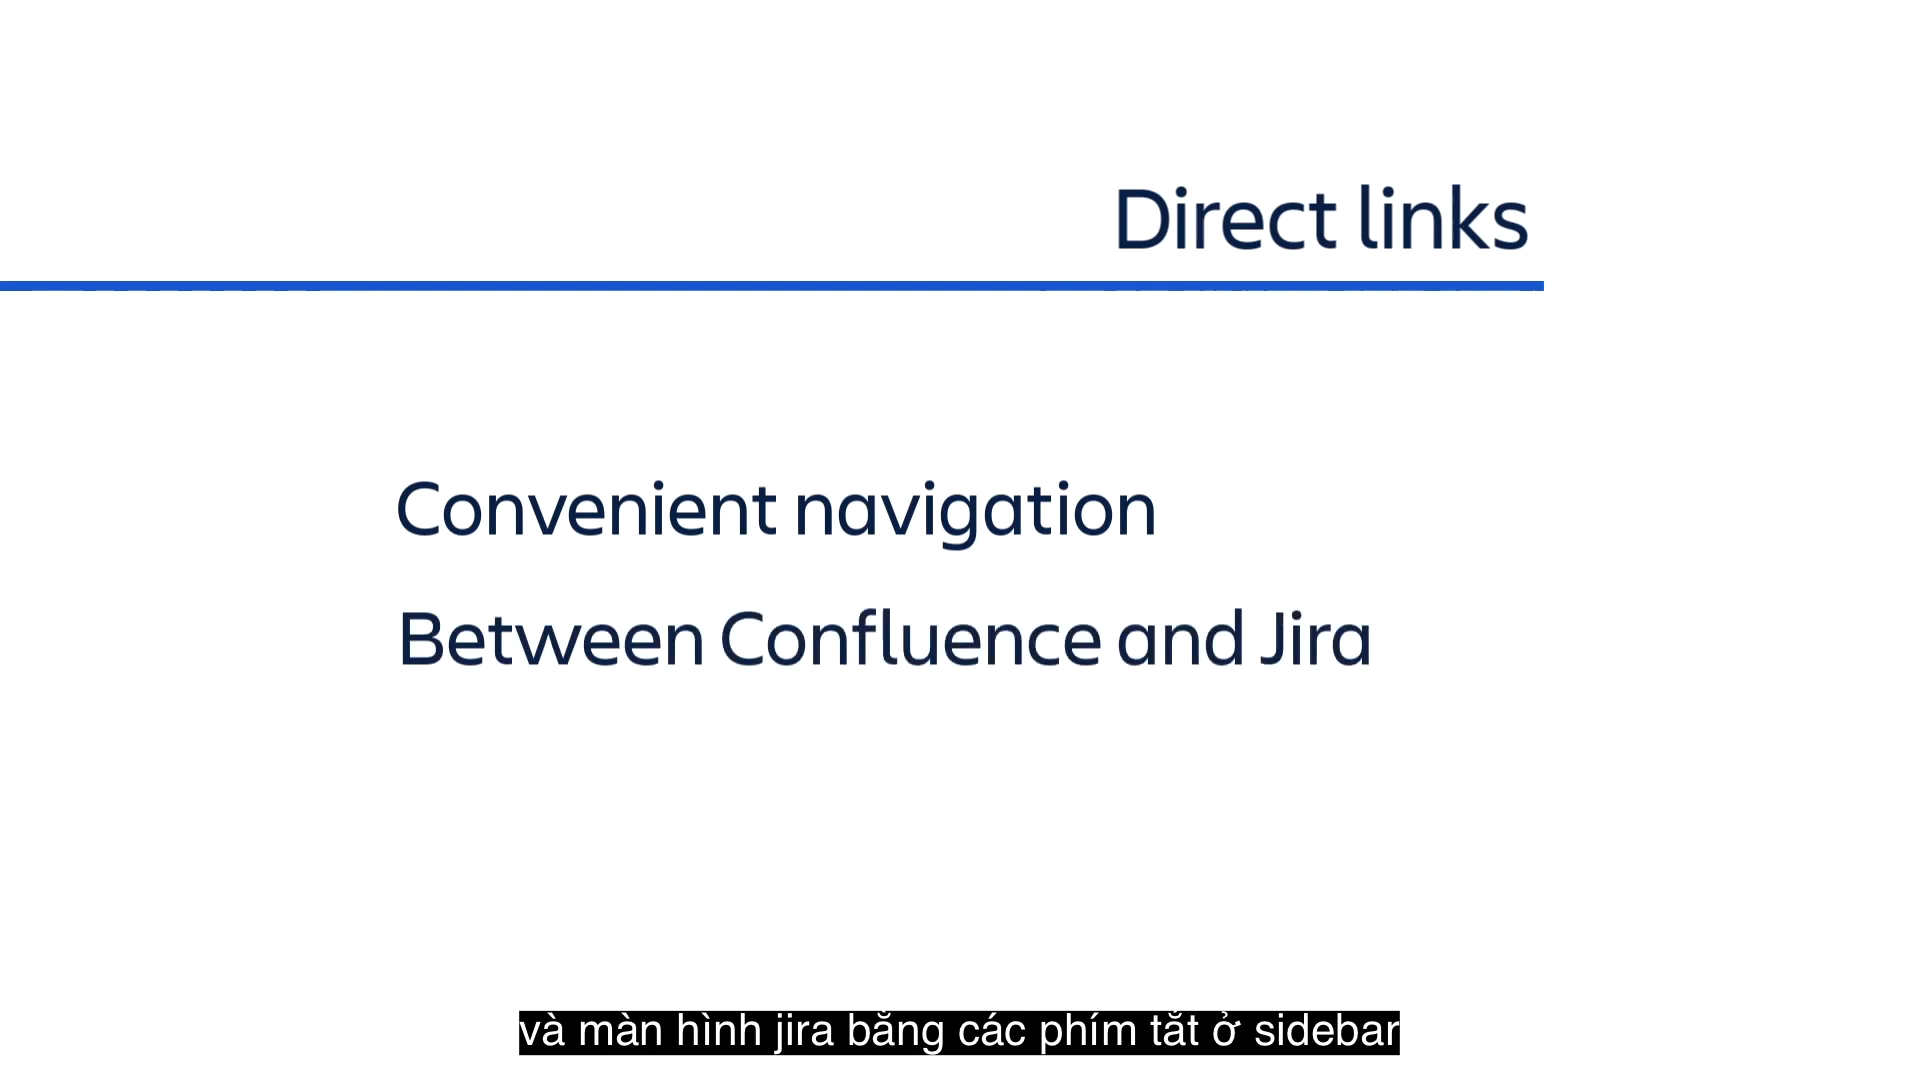 Direct links
Convenient navigation
Between Confluence and Jira
và màn hình jira bằng các phím tắt ở sidebar